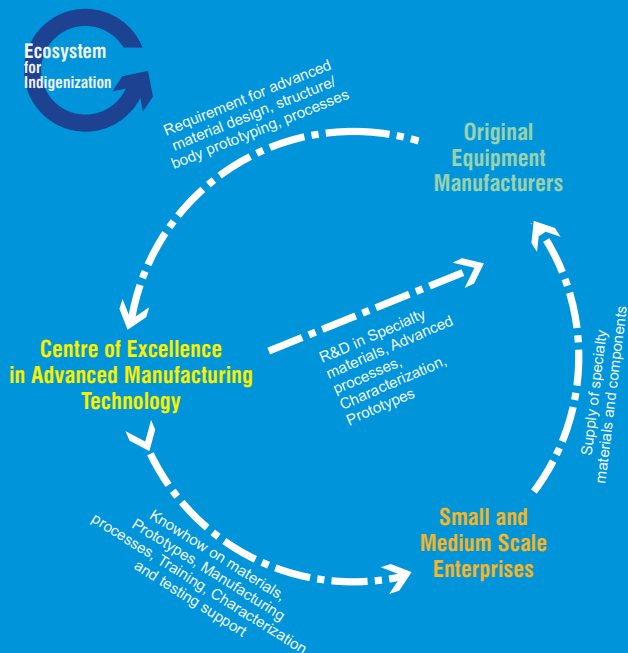 Ecosystem
for
Indigenization
Requirement for advanced
material design, structure/
body prototyping, processes
Original
Equipment
Manufacturers
R&D in Specialty
materials, Advanced
processes,
Characterization,
Prototypes
Centre of Excellence
in Advanced Manufacturing
Technology
Supply of specialty
materials and components
Knowhow on materials,
Prototypes, Manufacturing
processes, Training, Characterization
and testing support
Small and
Medium Scale
Enterprises